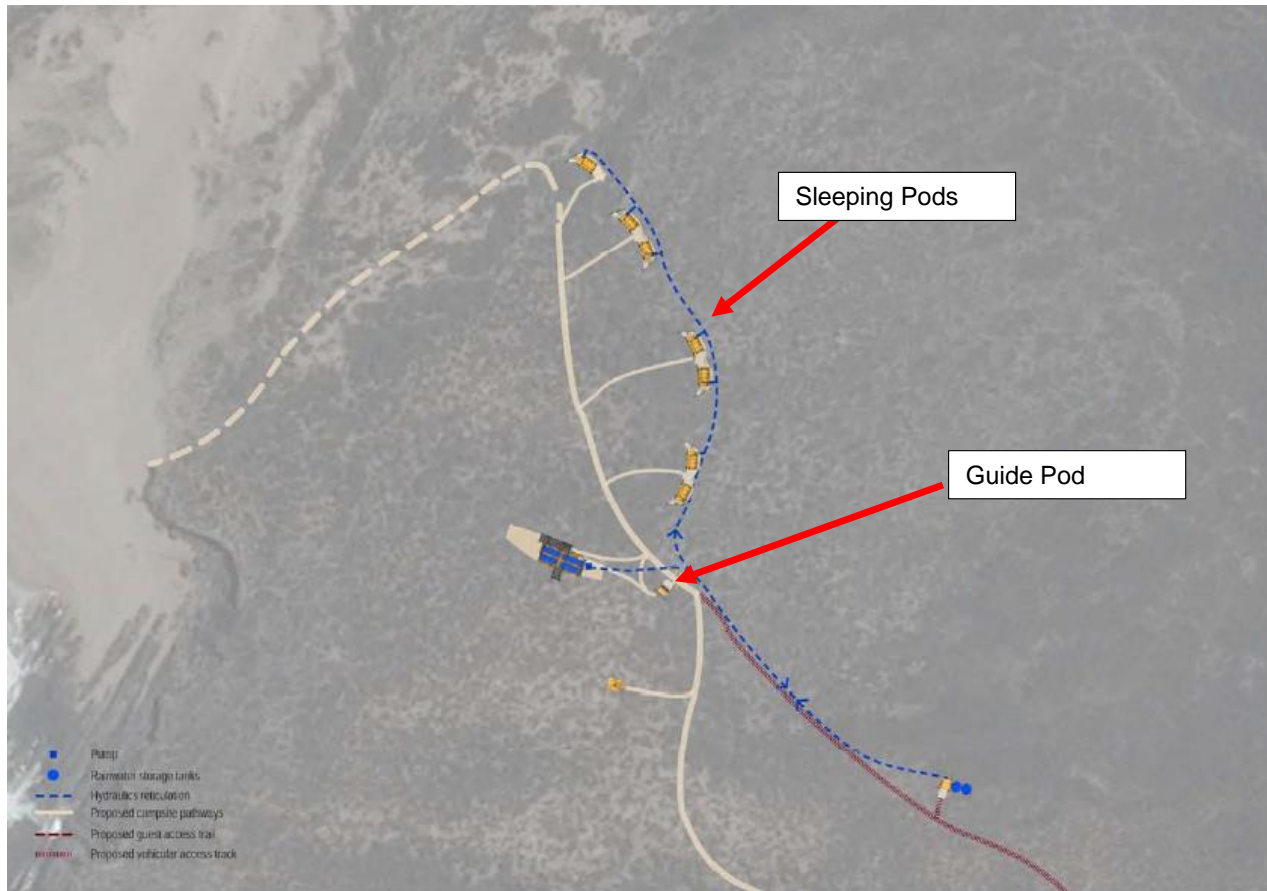 Sleeping Pods
Guide Pod
Pump
Rainwater storage tanks
Hydraulics reticulation
Proposed campsite pathways
Proposed guest access trail
Proposed vehicular access track